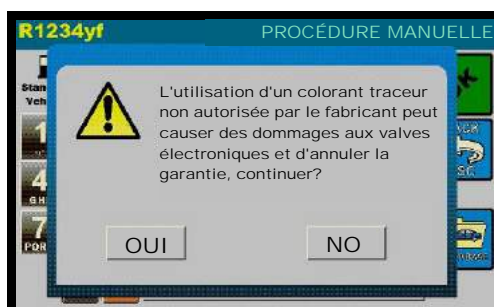 R1234yf PROCÉDURE MANUELLE
L'utilisation d'un colorant traceur
non autorisée par le fabricant peut
causer des dommages aux valves
électroniques et d'annuler la
garantie, continuer?
OUI NO